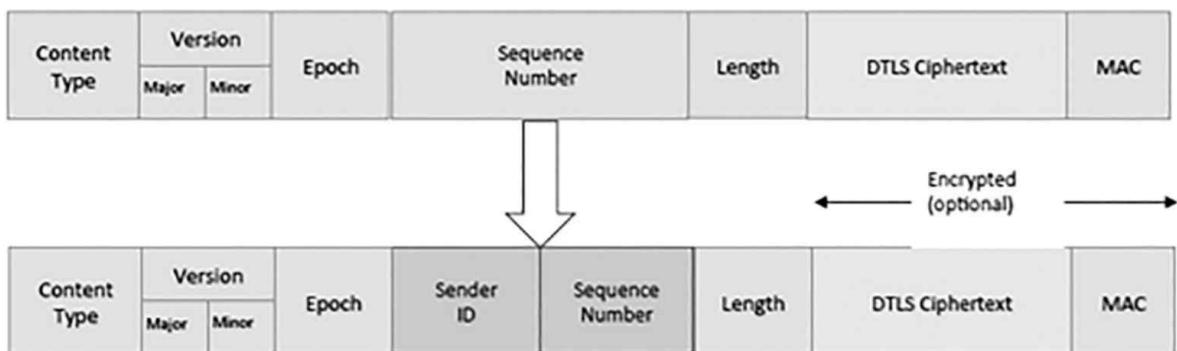 Content
Type
Version
Major Minor
Epoch
Sequence
Number
Length
DTLS Ciphertext
MAC
Encrypted
(optional)
Content
Type
Version
Major Minor
Epoch
Sender
ID
Sequence
Number
Length
DTLS Ciphertext
MAC